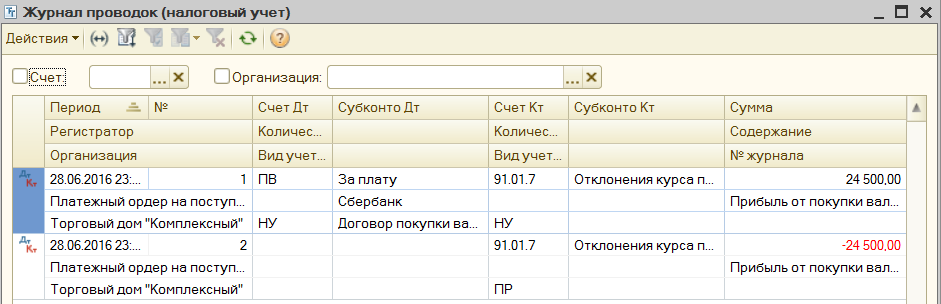 Журнал проводок (налоговый учет)
Действия
Счет: ... Организация: ...
Период № Счет Дт Субконто Дт Счет Кт Субконто Кт Сумма
Регистратор Количес... Количес... Содержание
Организация Вид учет... Вид учет... № журнала
Дт Кт 28.06.2016 23:... 1 ПВ За плату 91.01.7 Отклонения курса п... 24 500,00
Платежный ордер на поступ... Сбербанк Прибыль от покупки вал...
Торговый дом "Комплексный" НУ Договор покупки ва... НУ
Дт Кт 28.06.2016 23:... 2 91.01.7 Отклонения курса п... -24 500,00
Платежный ордер на поступ... Прибыль от покупки вал...
Торговый дом "Комплексный" ПР